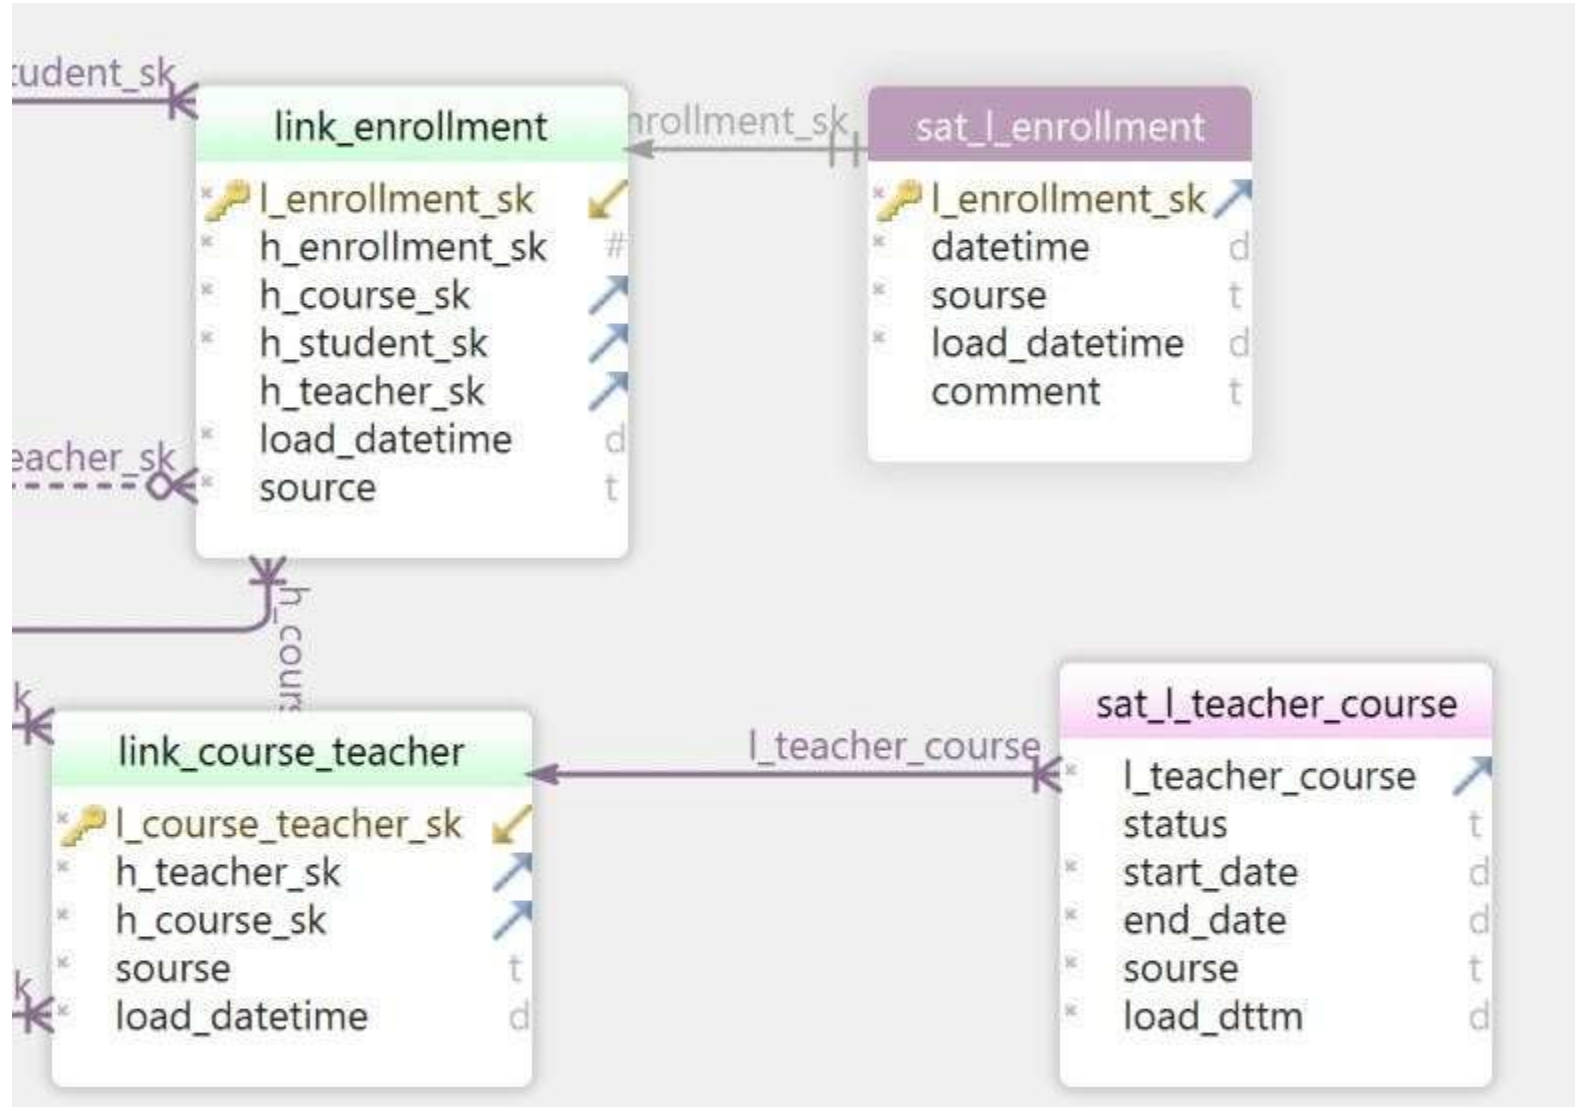 tudent_sk
link_enrollment
l_enrollment_sk
h_enrollment_sk #
h_course_sk
h_student_sk
h_teacher_sk
load_datetime d
source t
nrollment_sk
sat_l_enrollment
l_enrollment_sk
datetime d
sourse t
load_datetime d
comment t
eacher_sk
h_cours
k
link_course_teacher
l_course_teacher_sk
h_teacher_sk
h_course_sk
sourse t
load_datetime d
k
l_teacher_course
sat_l_teacher_course
l_teacher_course
status t
start_date d
end_date d
sourse t
load_dttm d